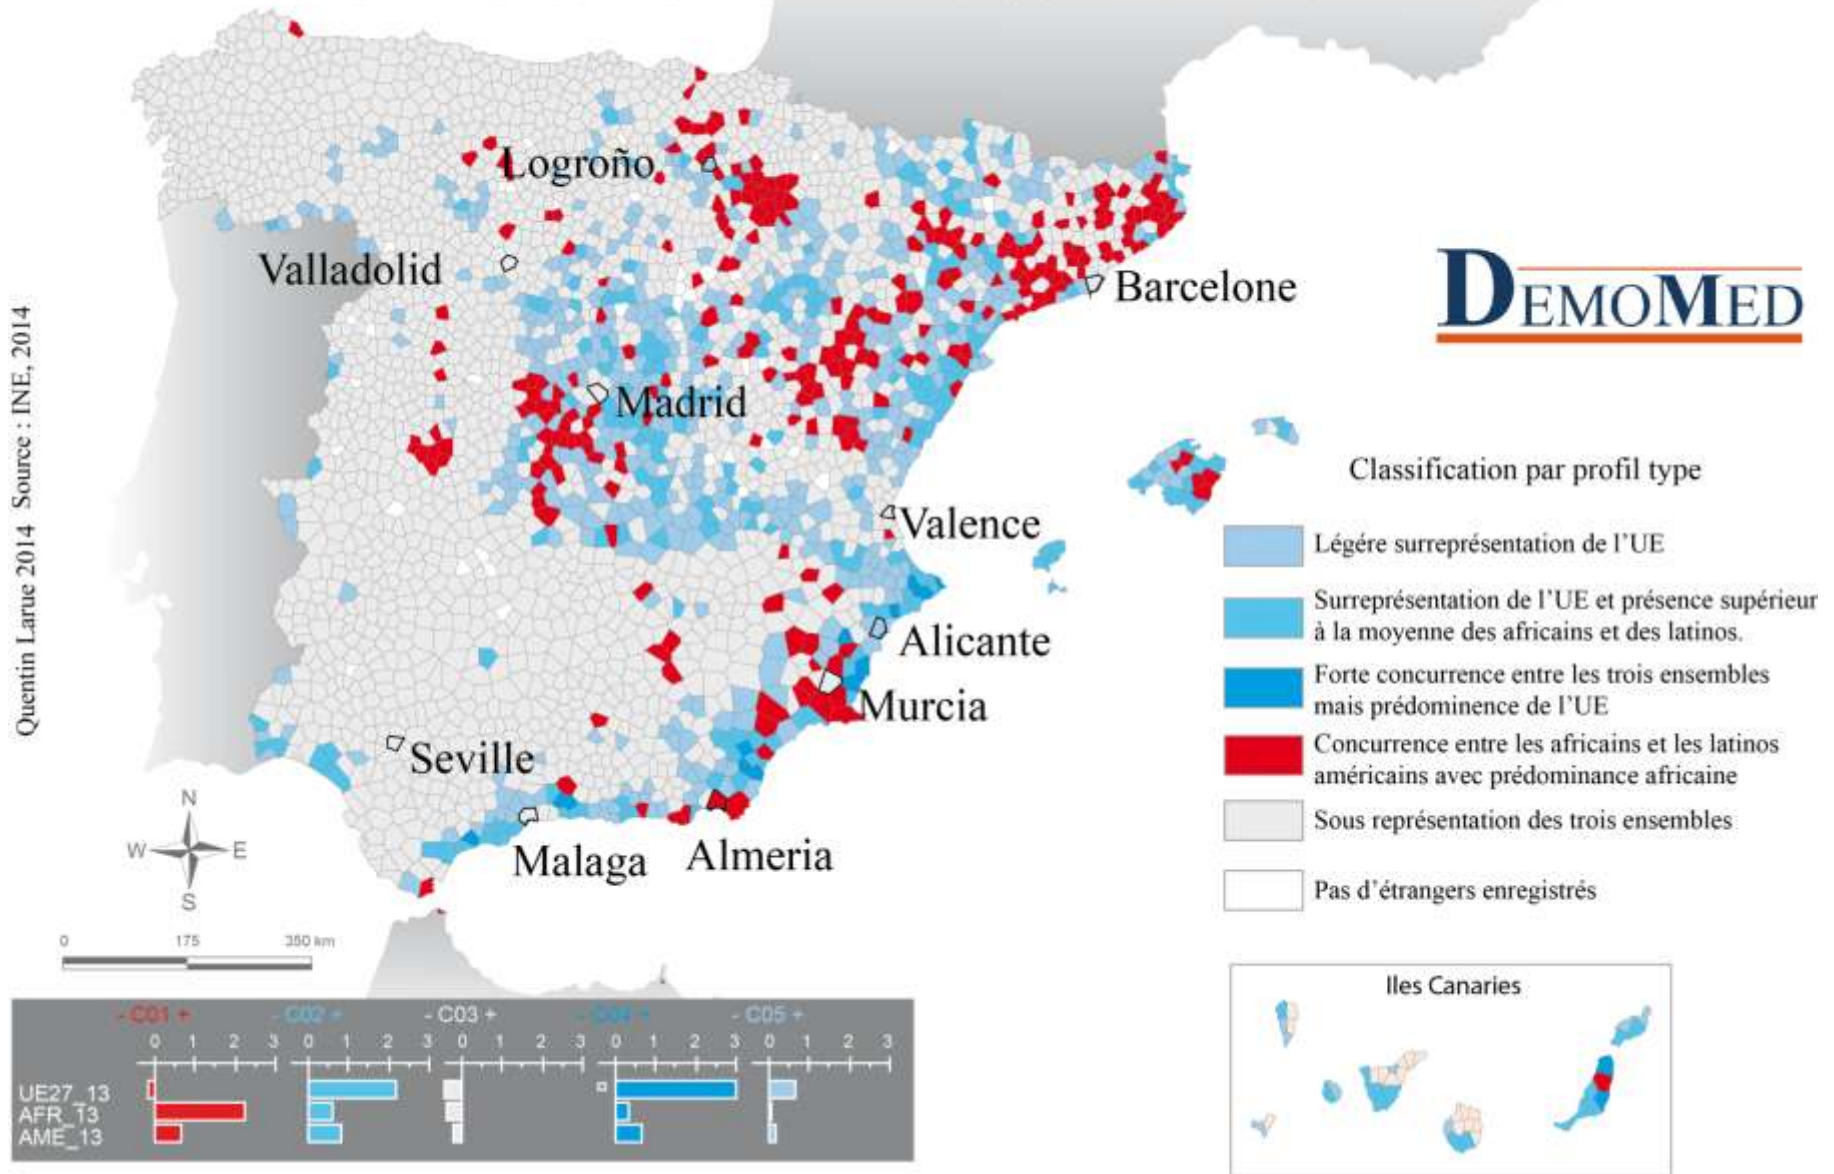 Logroño
Valladolid
Barcelone
DEMOMED
Madrid
Quentin Larue 2014 Source : INE, 2014
Classification par profil type
Valence
Légére surreprésentation de l’UE
Surreprésentation de l’UE et présence supérieur
à la moyenne des africains et des latinos.
Alicante
Forte concurrence entre les trois ensembles
mais prédominence de l’UE
Murcia
Concurrence entre les africains et les latinos
américains avec prédominance africaine
Seville
Sous représentation des trois ensembles
Malaga
Almeria
Pas d’étrangers enregistrés
N
W E
S
0 175 350 km
Iles Canaries
- C01 + - C02 + - C03 + - C04 + - C05 +
0 1 2 3 0 1 2 3 0 1 2 3 0 1 2 3 0 1 2 3
UE27_13
AFR_13
AME_13